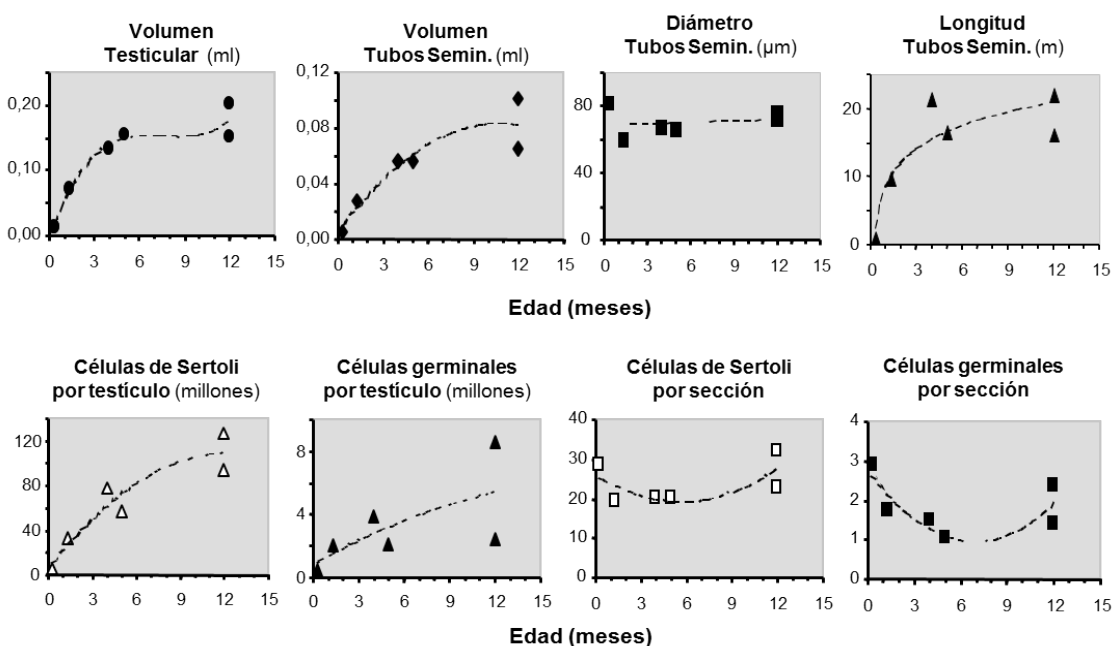 Volumen
Testicular (ml)
Volumen
Tubos Semin. (ml)
Diámetro
Tubos Semin. (µm)
Longitud
Tubos Semin. (m)
0,20
0,10
0,00
0 3 6 9 12 15
0,12
0,08
0,04
0,00
0 3 6 9 12 15
80
60
40
0 3 6 9 12 15
20
10
0
0 3 6 9 12 15
Edad (meses)
Células de Sertoli
por testículo (millones)
Células germinales
por testículo (millones)
Células de Sertoli
por sección
Células germinales
por sección
120
80
40
0
0 3 6 9 12 15
8
4
0
0 3 6 9 12 15
40
30
20
10
0
0 3 6 9 12 15
4
3
2
1
0
0 3 6 9 12 15
Edad (meses)